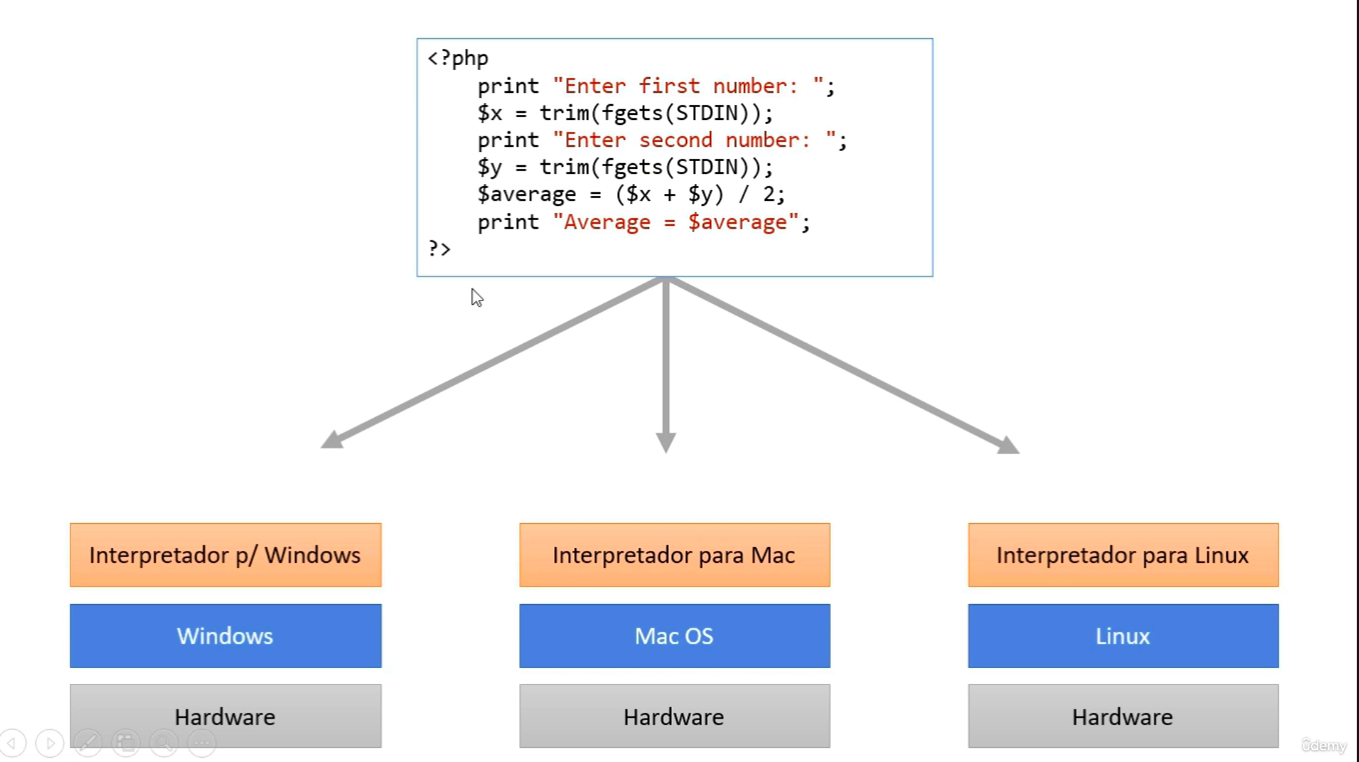 <?php
print "Enter first number: ";
$x = trim(fgets(STDIN));
print "Enter second number: ";
$y = trim(fgets(STDIN));
$average = ($x + $y) / 2;
print "Average = $average";
?>
Interpretador p/ Windows
Interpretador para Mac
Interpretador para Linux
Windows
Mac OS
Linux
Hardware
Hardware
Hardware
ûdemy